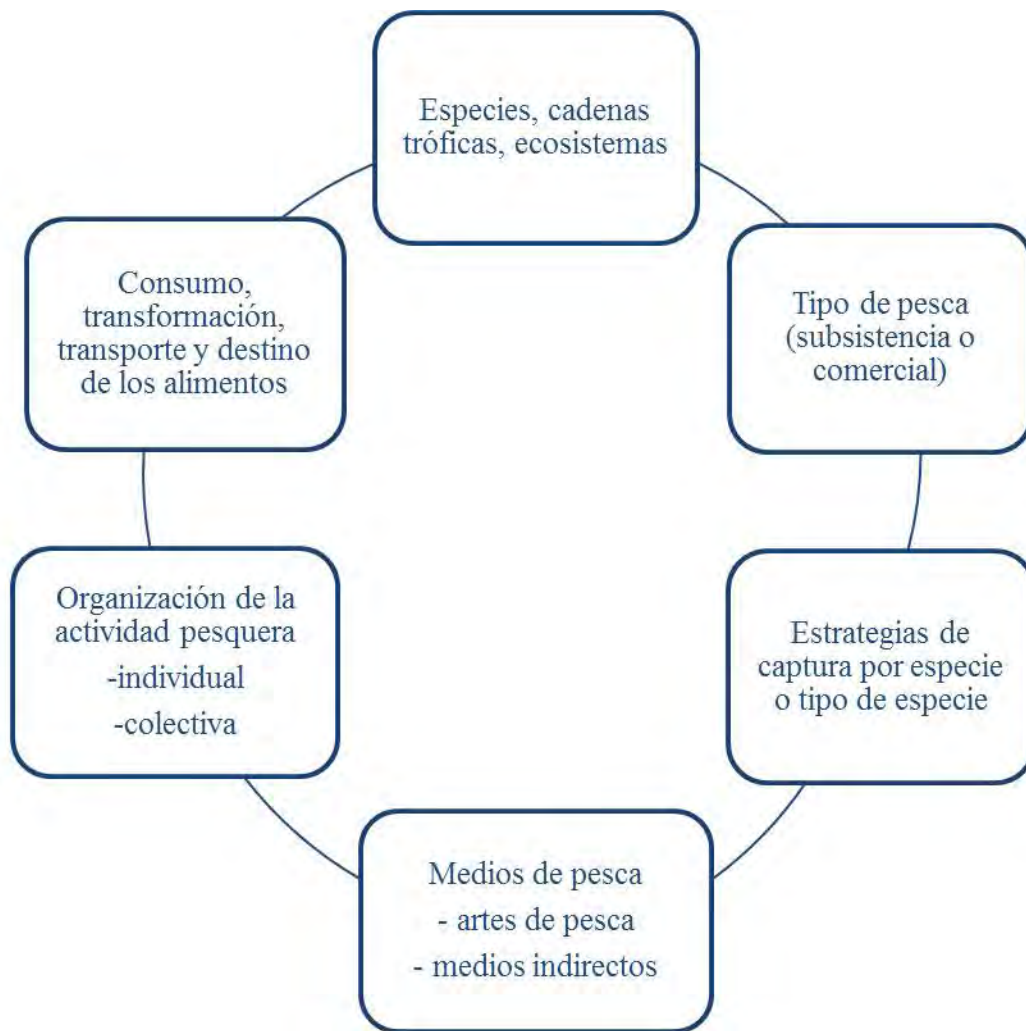 Especies, cadenas
tróficas, ecosistemas
Tipo de pesca
(subsistencia o
comercial)
Estrategias de
captura por especie
o tipo de especie
Medios de pesca
- artes de pesca
- medios indirectos
Organización de la
actividad pesquera
-individual
-colectiva
Consumo,
transformación,
transporte y destino
de los alimentos